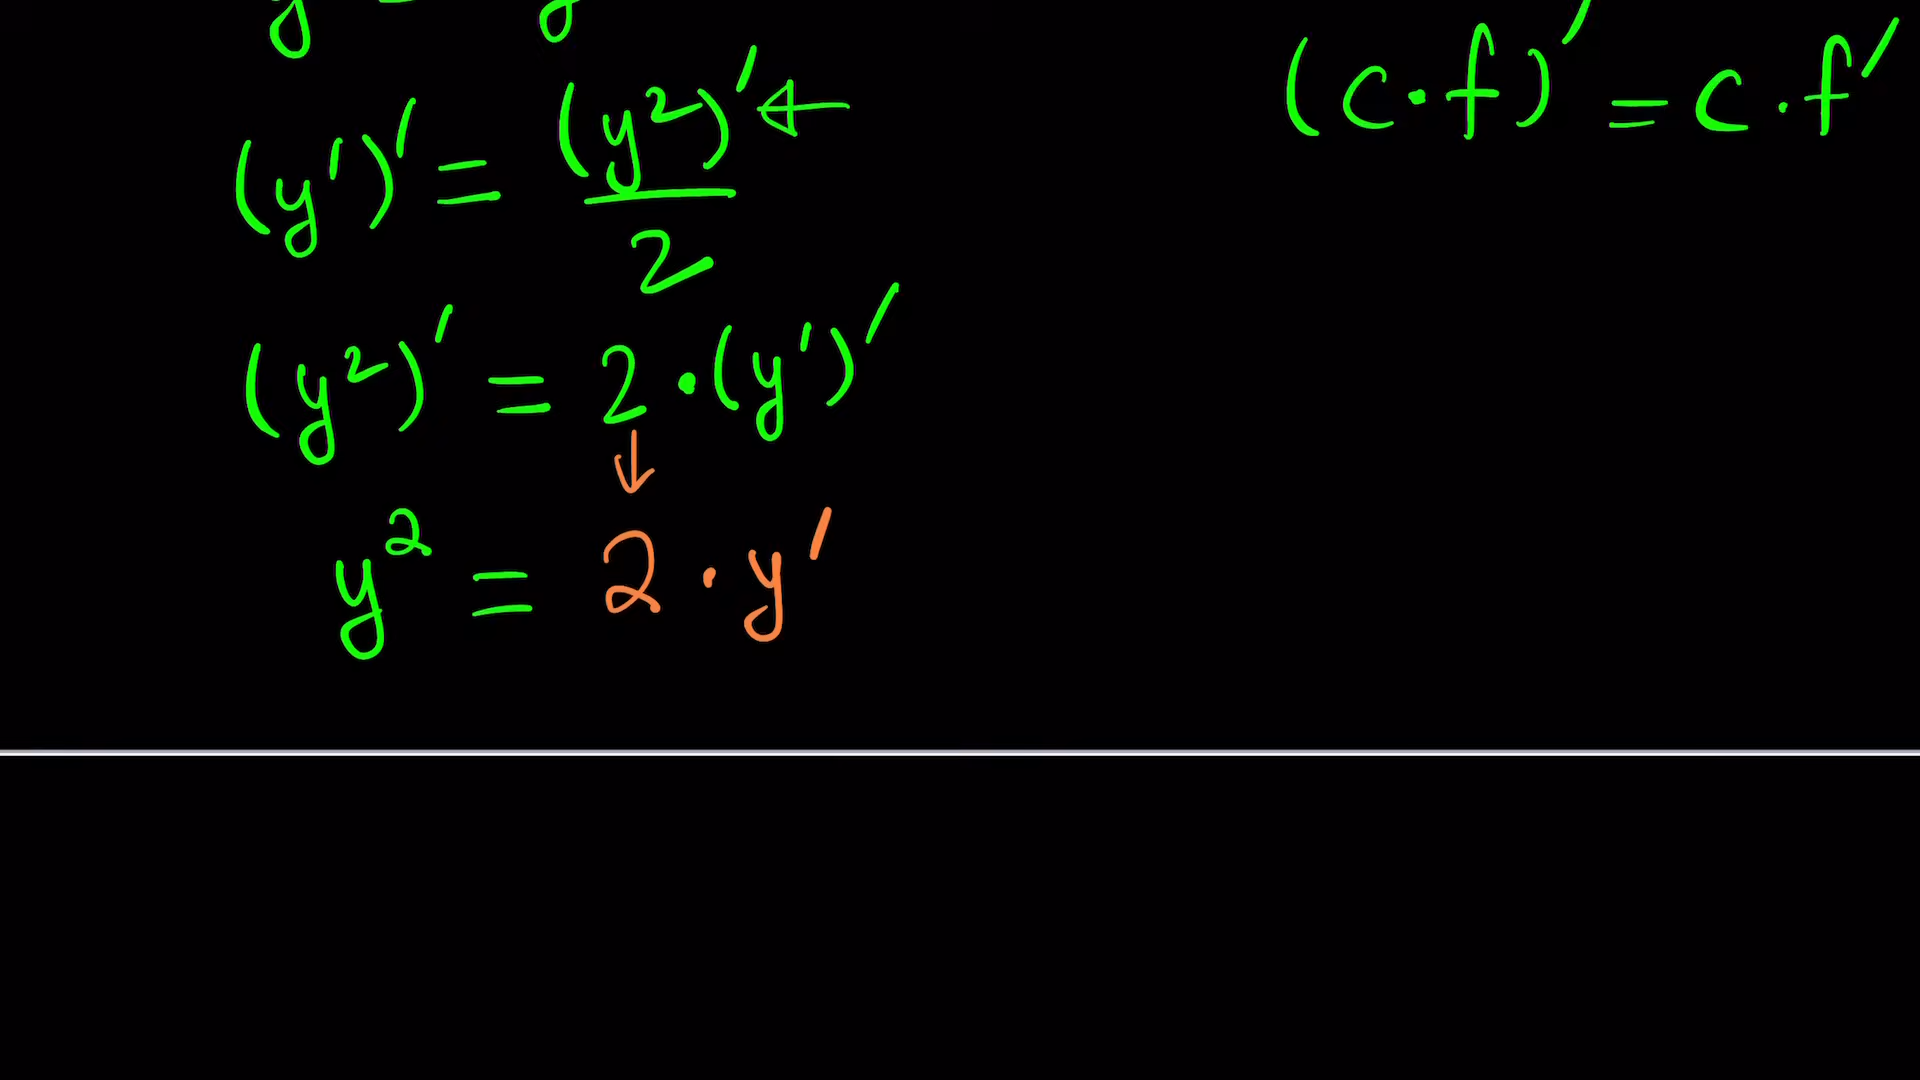 (y')' = (y²)' ←
2
(c·f)' = c·f'
(y²)' = 2·(y')'
↓
y² = 2·y'